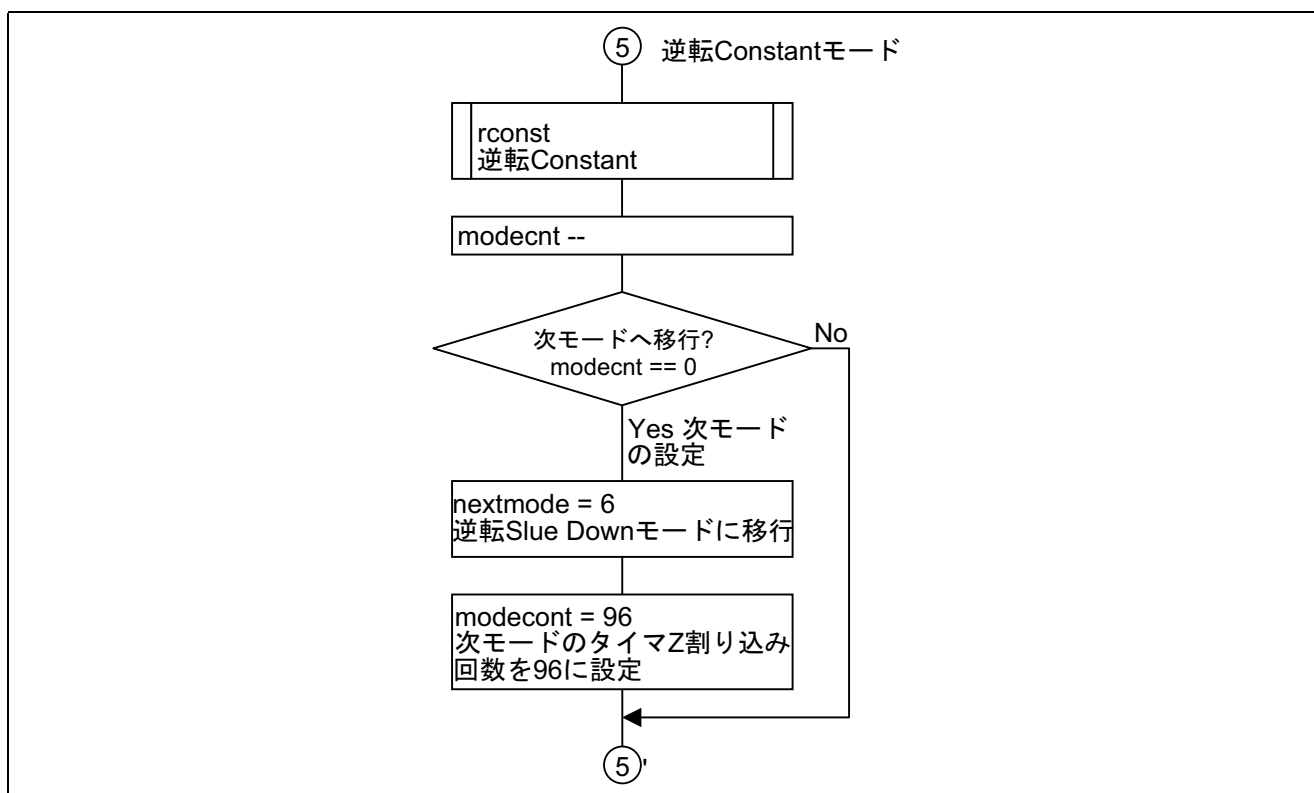 5 逆転Constantモード
rconst
逆転Constant
modecnt --
次モードへ移行?
modecnt == 0
No
Yes 次モード
の設定
nextmode = 6
逆転Slue Downモードに移行
modecont = 96
次モードのタイマZ割り込み
回数を96に設定
5'